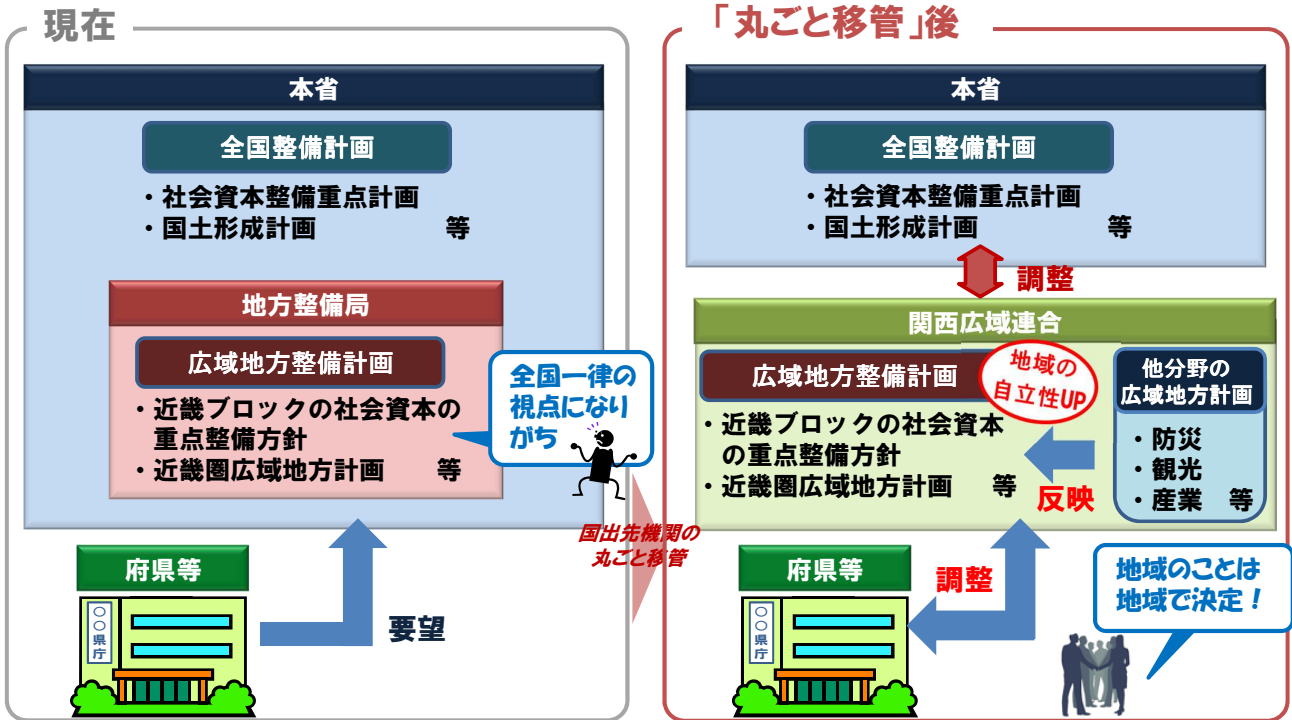 現在
本省
全国整備計画
・社会資本整備重点計画
・国土形成計画 等
地方整備局
広域地方整備計画
・近畿ブロックの社会資本の
重点整備方針
・近畿圏広域地方計画 等
全国一律の
視点になり
がち
府県等
○○県庁
要望
国出先機関の
丸ごと移管
「丸ごと移管」後
本省
全国整備計画
・社会資本整備重点計画
・国土形成計画 等
調整
関西広域連合
広域地方整備計画
地域の
自立性UP
・近畿ブロックの社会資本
の重点整備方針
・近畿圏広域地方計画 等
反映
他分野の
広域地方計画
・防災
・観光
・産業 等
府県等
○○県庁
調整
地域のことは
地域で決定！